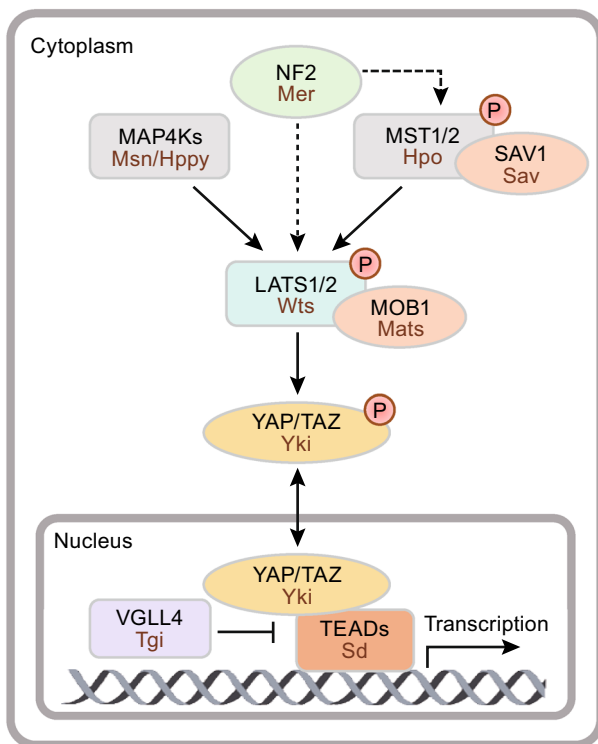 Cytoplasm
NF2
Mer
P
MAP4Ks
Msn/Hppy
MST1/2
Hpo
SAV1
Sav
P
LATS1/2
Wts
MOB1
Mats
P
YAP/TAZ
Yki
Nucleus
YAP/TAZ
Yki
VGLL4
Tgi
TEADs
Sd
Transcription